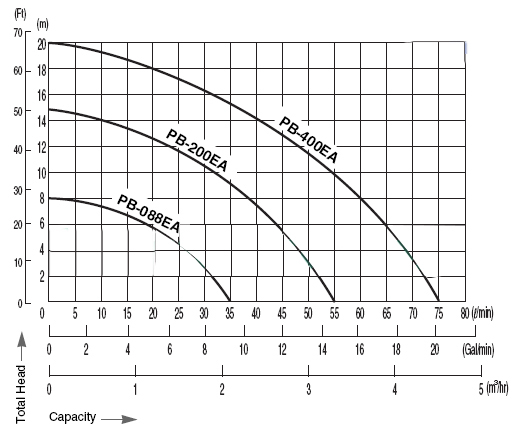 (Ft)
(m)
70
20
60
18
16
50
14
12
40
10
30
8
6
20
4
10
2
0
PB-400EA
PB-200EA
PB-088EA
0 5 10 15 20 25 30 35 40 45 50 55 60 65 70 75 80 (ℓ/min)
0 2 4 6 8 10 12 14 16 18 20 (Gal/min)
0 1 2 3 4 5 (m³/hr)
Total Head
Capacity